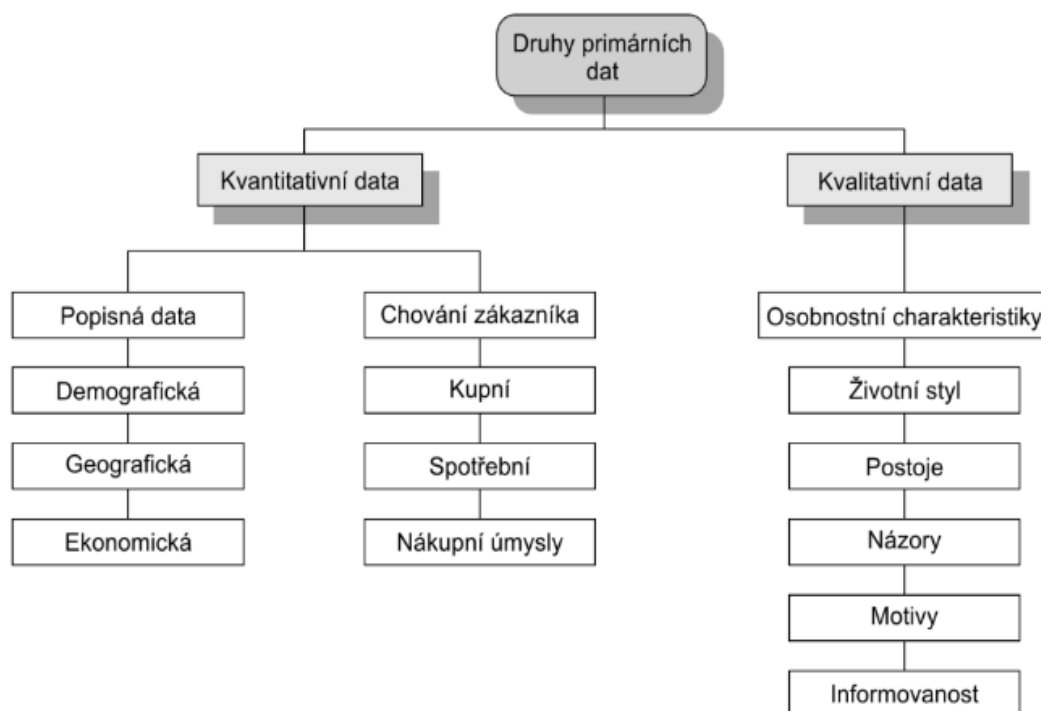 Druhy primárních
dat
Kvantitativní data
Kvalitativní data
Popisná data
Chování zákazníka
Osobnostní charakteristiky
Demografická
Kupní
Životní styl
Geografická
Spotřební
Postoje
Ekonomická
Nákupní úmysly
Názory
Motivy
Informovanost